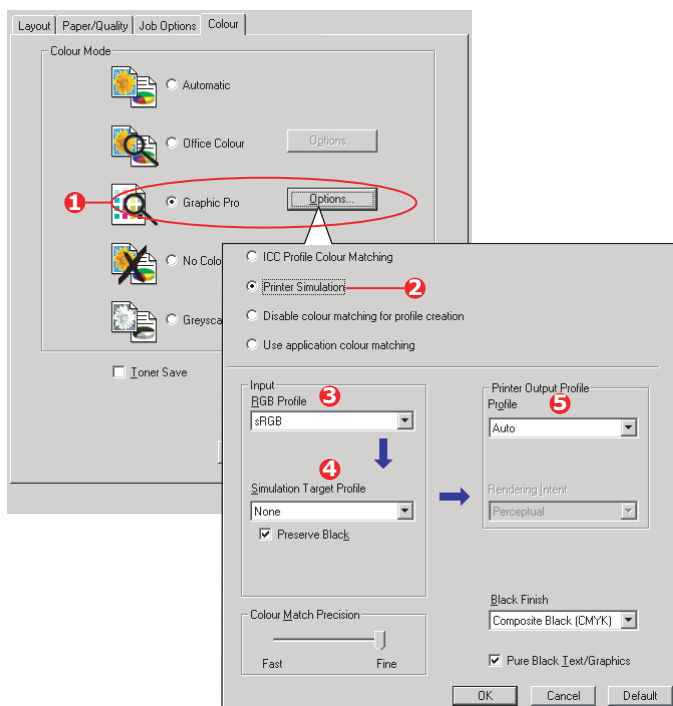 Layout Paper/Quality Job Options Colour
Colour Mode
Automatic
Office Colour Options...
1 Graphic Pro Options...
No Colo
Greysca
Toner Save
ICC Profile Colour Matching
Printer Simulation 2
Disable colour matching for profile creation
Use application colour matching
Input
RGB Profile 3
sRGB
4
Simulation Target Profile
None
Preserve Black
Printer Output Profile
Profile 5
Auto
Rendering Intent
Perceptual
Colour Match Precision
Fast Fine
Black Finish
Composite Black (CMYK)
Pure Black Text/Graphics
OK Cancel Default